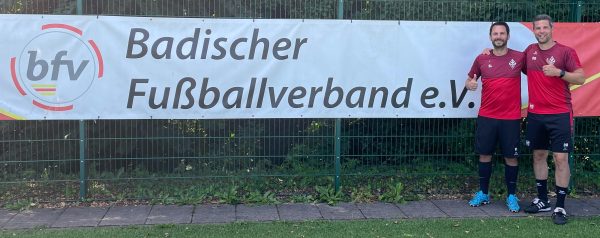 bfv
Badischer
Fußballverband e.V.